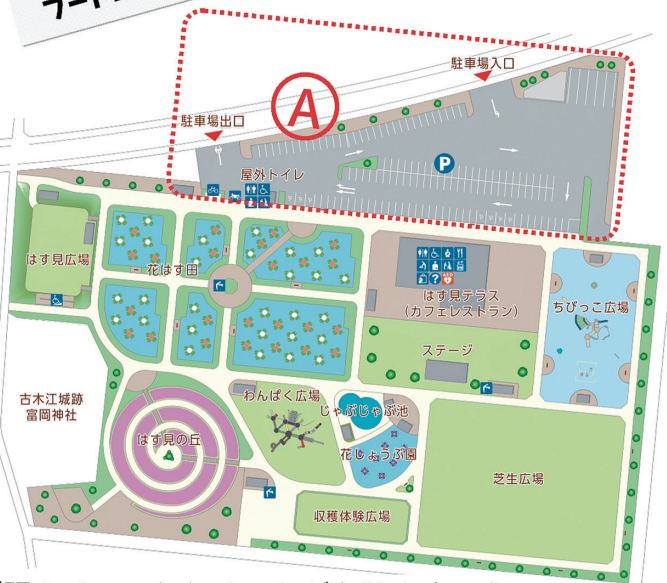 フード
A
駐車場入口
駐車場出口
P
屋外トイレ
はす見広場
花はす田
はす見テラス
(カフェレストラン)
ちびっこ広場
ステージ
古木江城跡
富岡神社
わんぱく広場
じゃぶじゃぶ池
はす見の丘
花しょうぶ園
芝生広場
収穫体験広場